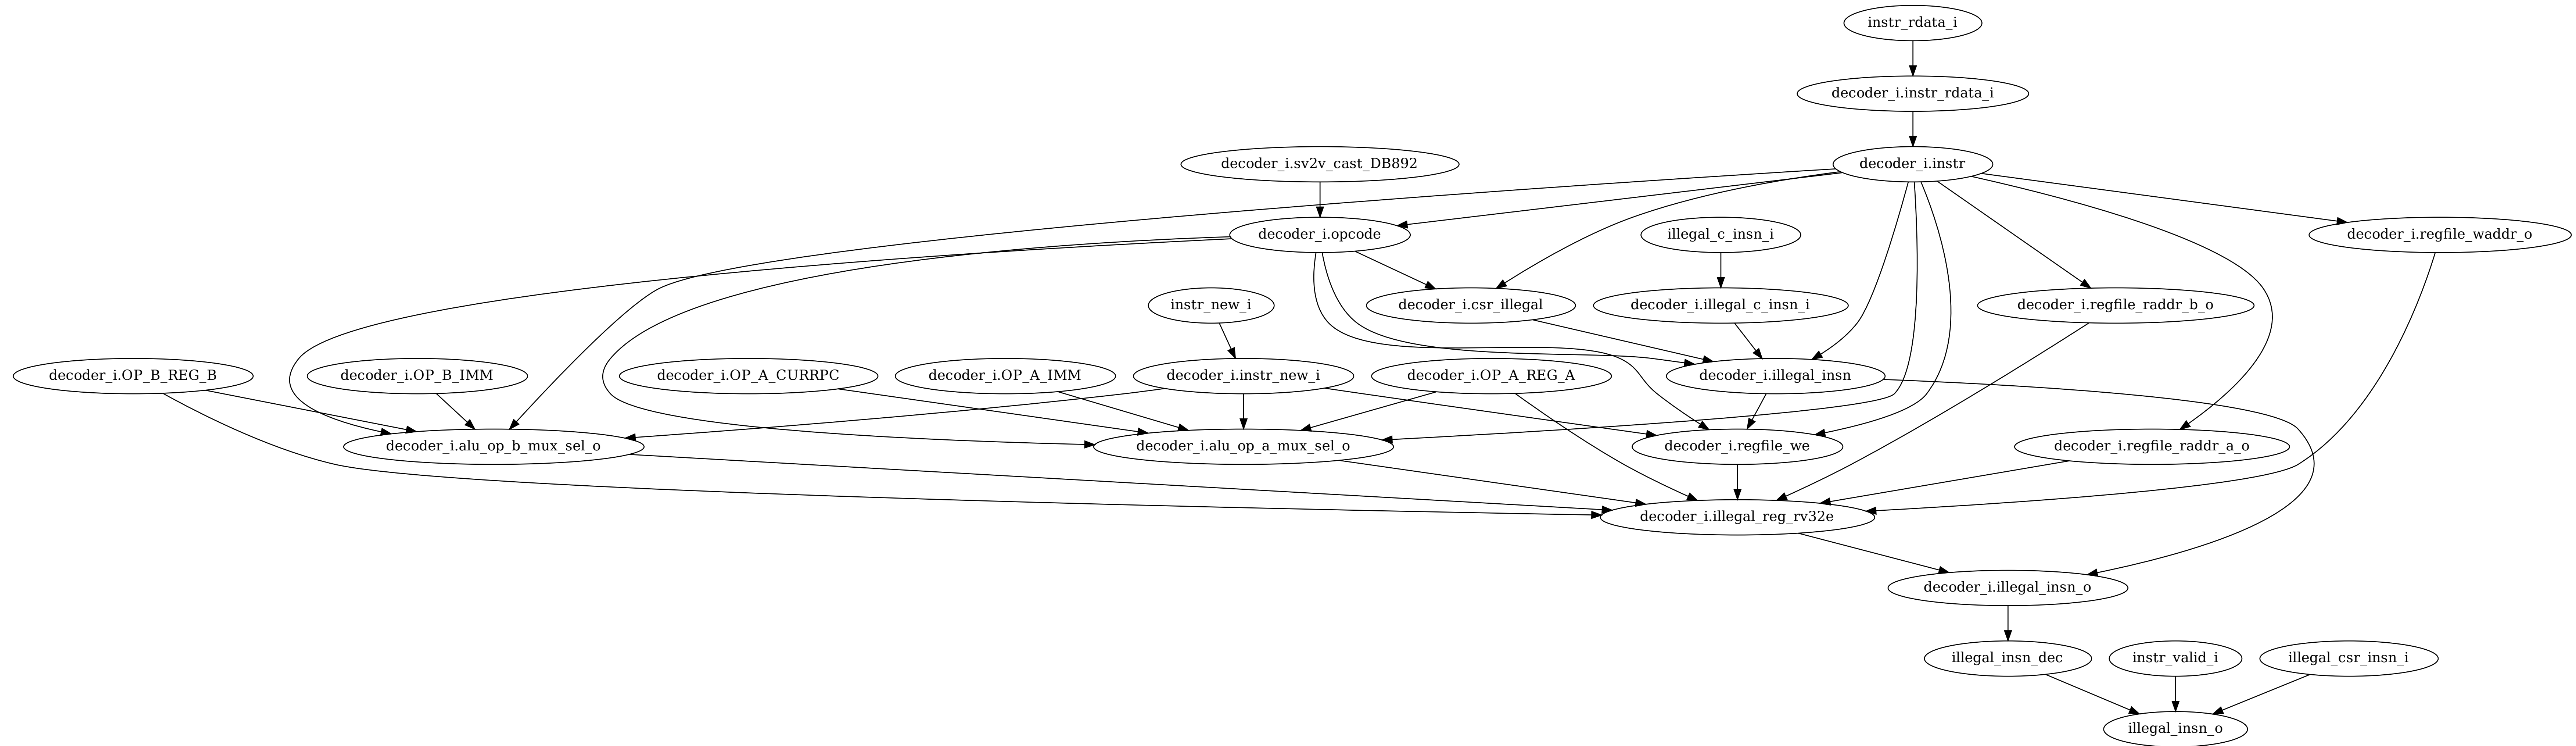 instr_rdata_i
decoder_i.instr_rdata_i
decoder_i.sv2v_cast_DB892
decoder_i.instr
decoder_i.opcode
illegal_c_insn_i
decoder_i.regfile_waddr_o
instr_new_i
decoder_i.csr_illegal
decoder_i.illegal_c_insn_i
decoder_i.regfile_raddr_b_o
decoder_i.OP_B_REG_B
decoder_i.OP_B_IMM
decoder_i.OP_A_CURRPC
decoder_i.OP_A_IMM
decoder_i.instr_new_i
decoder_i.OP_A_REG_A
decoder_i.illegal_insn
decoder_i.alu_op_b_mux_sel_o
decoder_i.alu_op_a_mux_sel_o
decoder_i.regfile_we
decoder_i.regfile_raddr_a_o
decoder_i.illegal_reg_rv32e
decoder_i.illegal_insn_o
illegal_insn_dec
instr_valid_i
illegal_csr_insn_i
illegal_insn_o